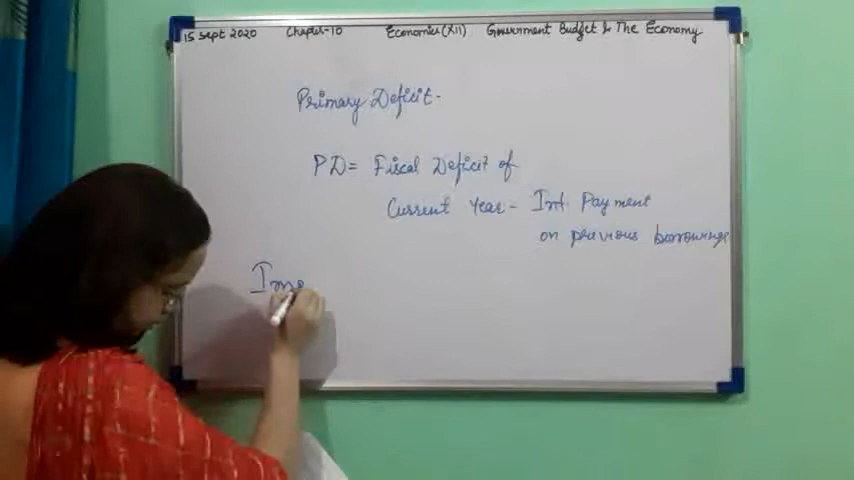 15 Sept 2020 Chapter-10 Economics (XII) Government Budget & The Economy
Primary Deficit -
PD = Fiscal Deficit of
Current Year - Int. Payment
on previous borrowings